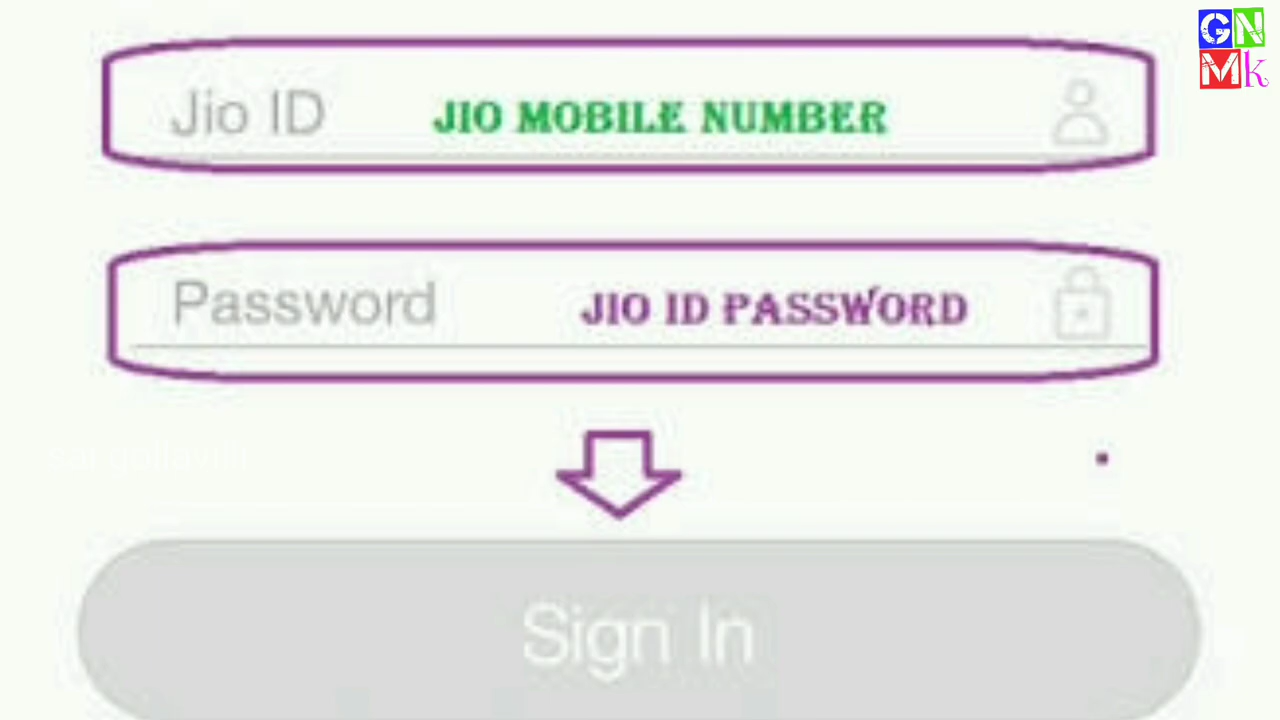 GN
Mk
Jio ID JIO MOBILE NUMBER
Password JIO ID PASSWORD
Sign In